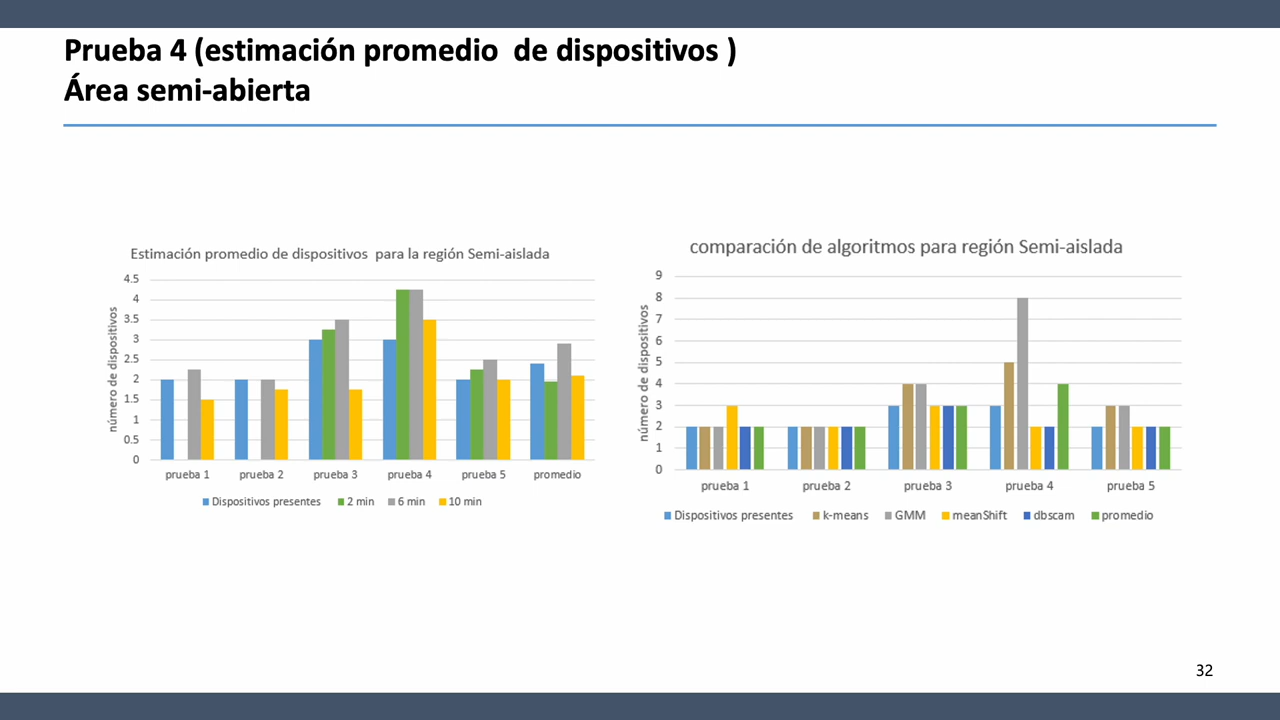 Prueba 4 (estimación promedio  de dispositivos )
Área semi-abierta
Estimación promedio de dispositivos  para la región Semi-aislada
número de dispositivos
4.5
4
3.5
3
2.5
2
1.5
1
0.5
0
prueba 1 prueba 2 prueba 3 prueba 4 prueba 5 promedio
Dispositivos presentes 2 min 6 min 10 min
comparación de algoritmos para región Semi-aislada
número de dispositivos
9
8
7
6
5
4
3
2
1
0
prueba 1 prueba 2 prueba 3 prueba 4 prueba 5
Dispositivos presentes k-means GMM meanShift dbscam promedio
32